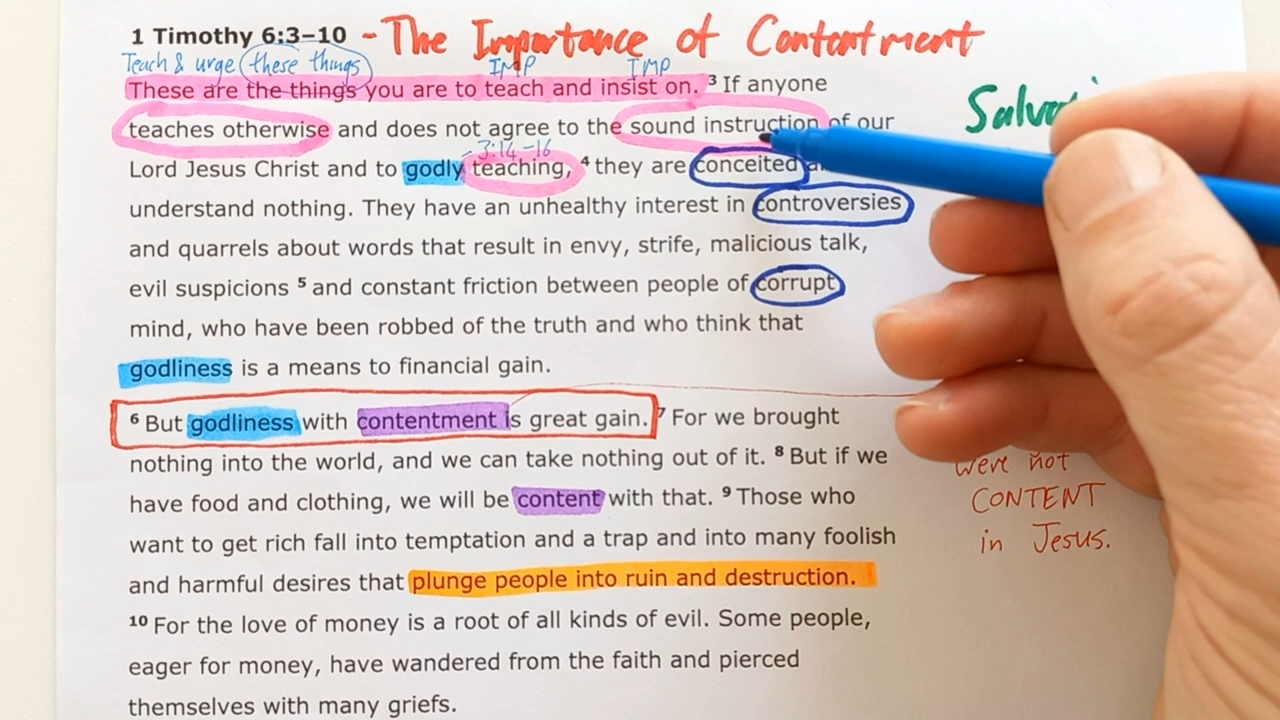 1 Timothy 6:3–10 - The Importance of Contentment
Teach & urge these things IMP IMP
These are the things you are to teach and insist on. 3 If anyone
teaches otherwise and does not agree to the sound instruction of our
- 3:14-16
Lord Jesus Christ and to godly teaching, 4 they are conceited
understand nothing. They have an unhealthy interest in controversies
and quarrels about words that result in envy, strife, malicious talk,
evil suspicions 5 and constant friction between people of corrupt
mind, who have been robbed of the truth and who think that
godliness is a means to financial gain.
6 But godliness with contentment is great gain. 7 For we brought
nothing into the world, and we can take nothing out of it. 8 But if we
have food and clothing, we will be content with that. 9 Those who
want to get rich fall into temptation and a trap and into many foolish
and harmful desires that plunge people into ruin and destruction.
10 For the love of money is a root of all kinds of evil. Some people,
eager for money, have wandered from the faith and pierced
themselves with many griefs.
were not
CONTENT
in Jesus.